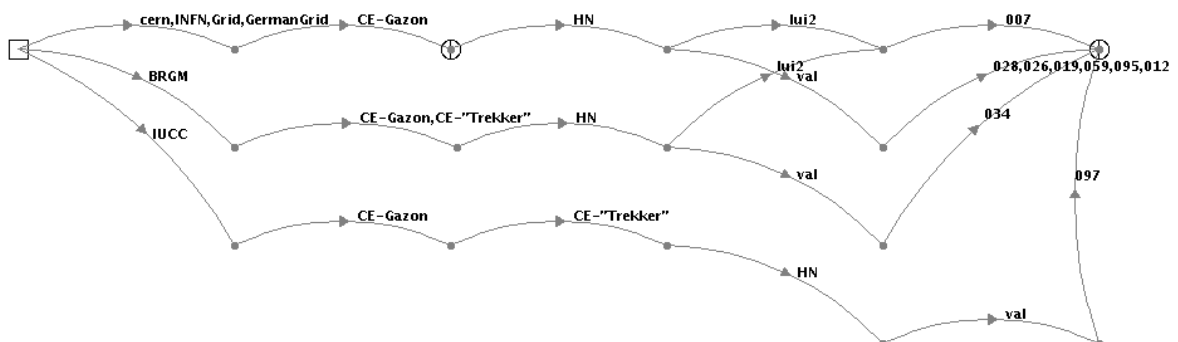 cern,INFN,Grid,GermanGrid
CE-Gazon
HN
lui2
007
BRGM
lui2
val
028,026,019,059,095,012
IUCC
CE-Gazon,CE-"Trekker"
HN
034
val
097
CE-Gazon
CE-"Trekker"
HN
val